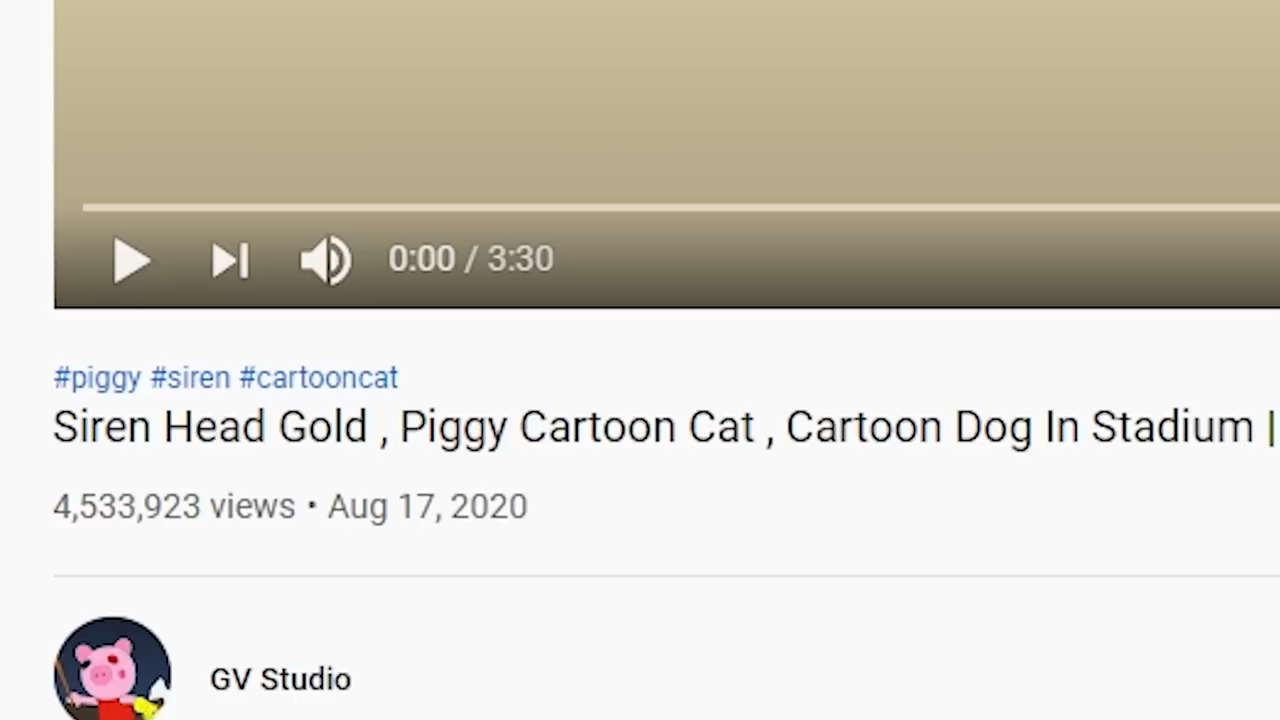 0:00 / 3:30
#piggy #siren #cartooncat
Siren Head Gold , Piggy Cartoon Cat , Cartoon Dog In Stadium |
4,533,923 views • Aug 17, 2020
GV Studio